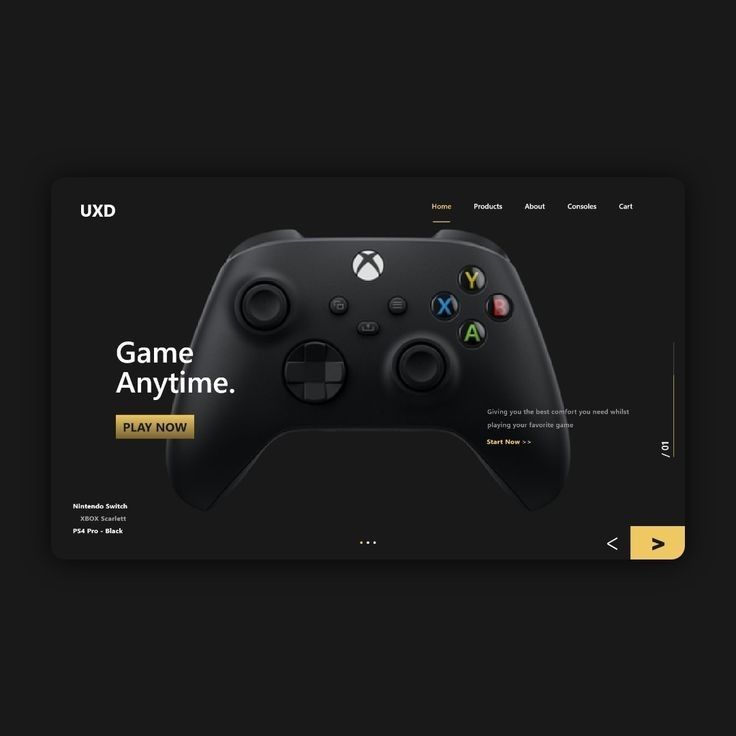 UXD
Home
Products
About
Consoles
Cart
Y
X
B
A
Game
Anytime.
PLAY NOW
Giving you the best comfort you need whilst
playing your favorite game
Start Now >>
/ 01
Nintendo Switch
XBOX Scarlett
PS4 Pro - Black
<
>